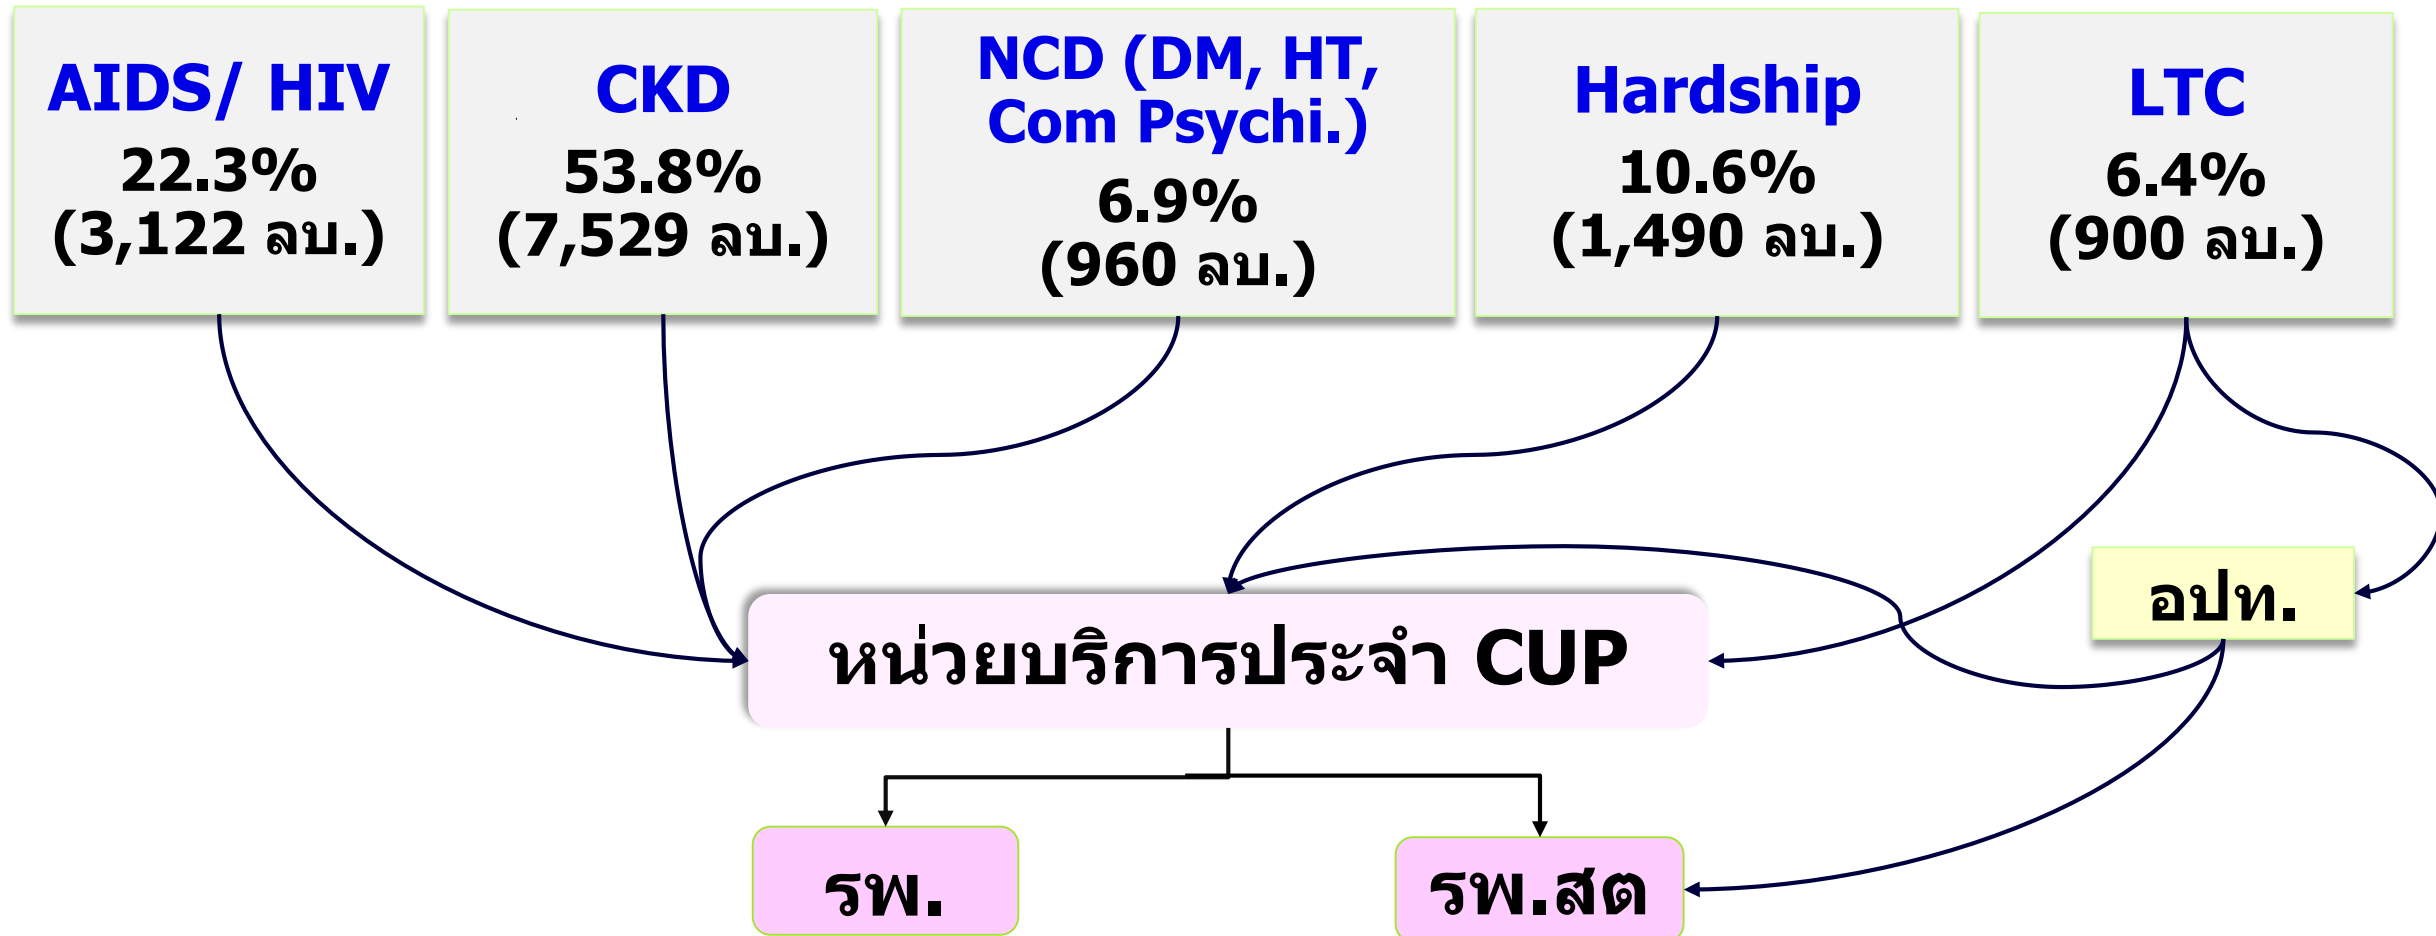 AIDS/ HIV
22.3%
(3,122 ลบ.)
CKD
53.8%
(7,529 ลบ.)
NCD (DM, HT,
Com Psychi.)
6.9%
(960 ลบ.)
Hardship
10.6%
(1,490 ลบ.)
LTC
6.4%
(900 ลบ.)
อปท.
หน่วยบริการประจำ CUP
รพ.
รพ.สต